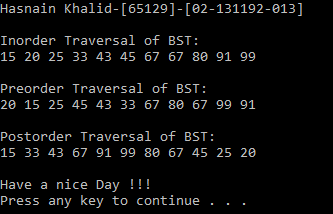 Hasnain Khalid-[65129]-[02-131192-013]
Inorder Traversal of BST:
15 20 25 33 43 45 67 67 80 91 99
Preorder Traversal of BST:
20 15 25 45 43 33 67 80 67 99 91
Postorder Traversal of BST:
15 33 43 67 91 99 80 67 45 25 20
Have a nice Day !!!
Press any key to continue . . .